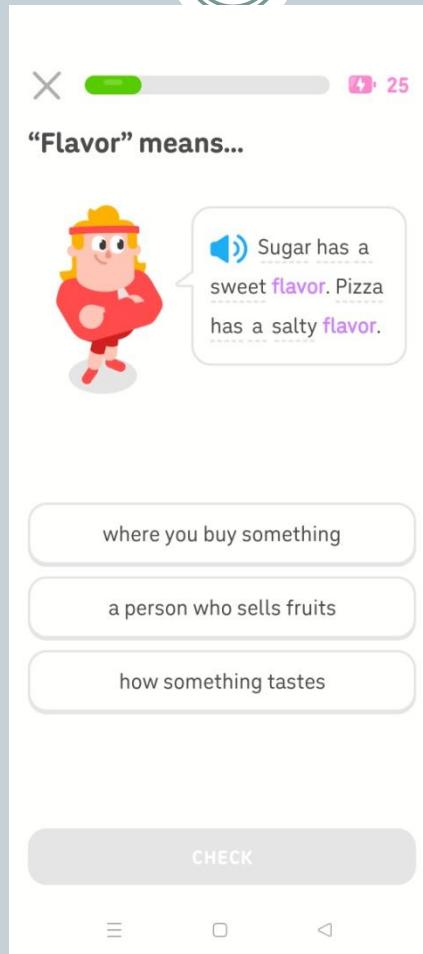 25
“Flavor” means...
Sugar has a
sweet flavor. Pizza
has a salty flavor.
where you buy something
a person who sells fruits
how something tastes
CHECK